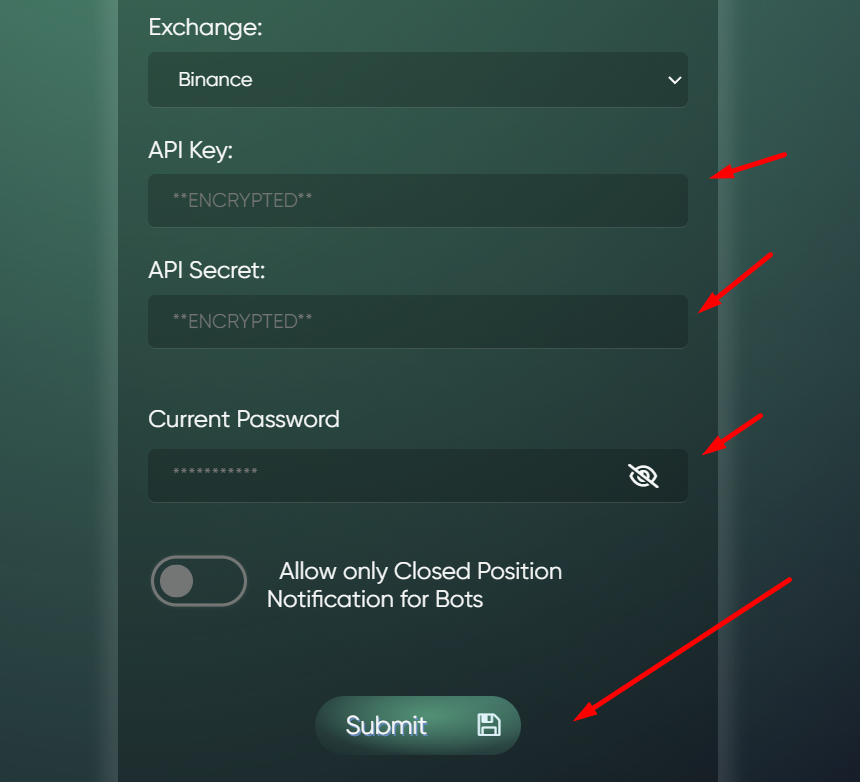 Exchange:
Binance
API Key:
**ENCRYPTED**
API Secret:
**ENCRYPTED**
Current Password
***********
Allow only Closed Position
Notification for Bots
Submit